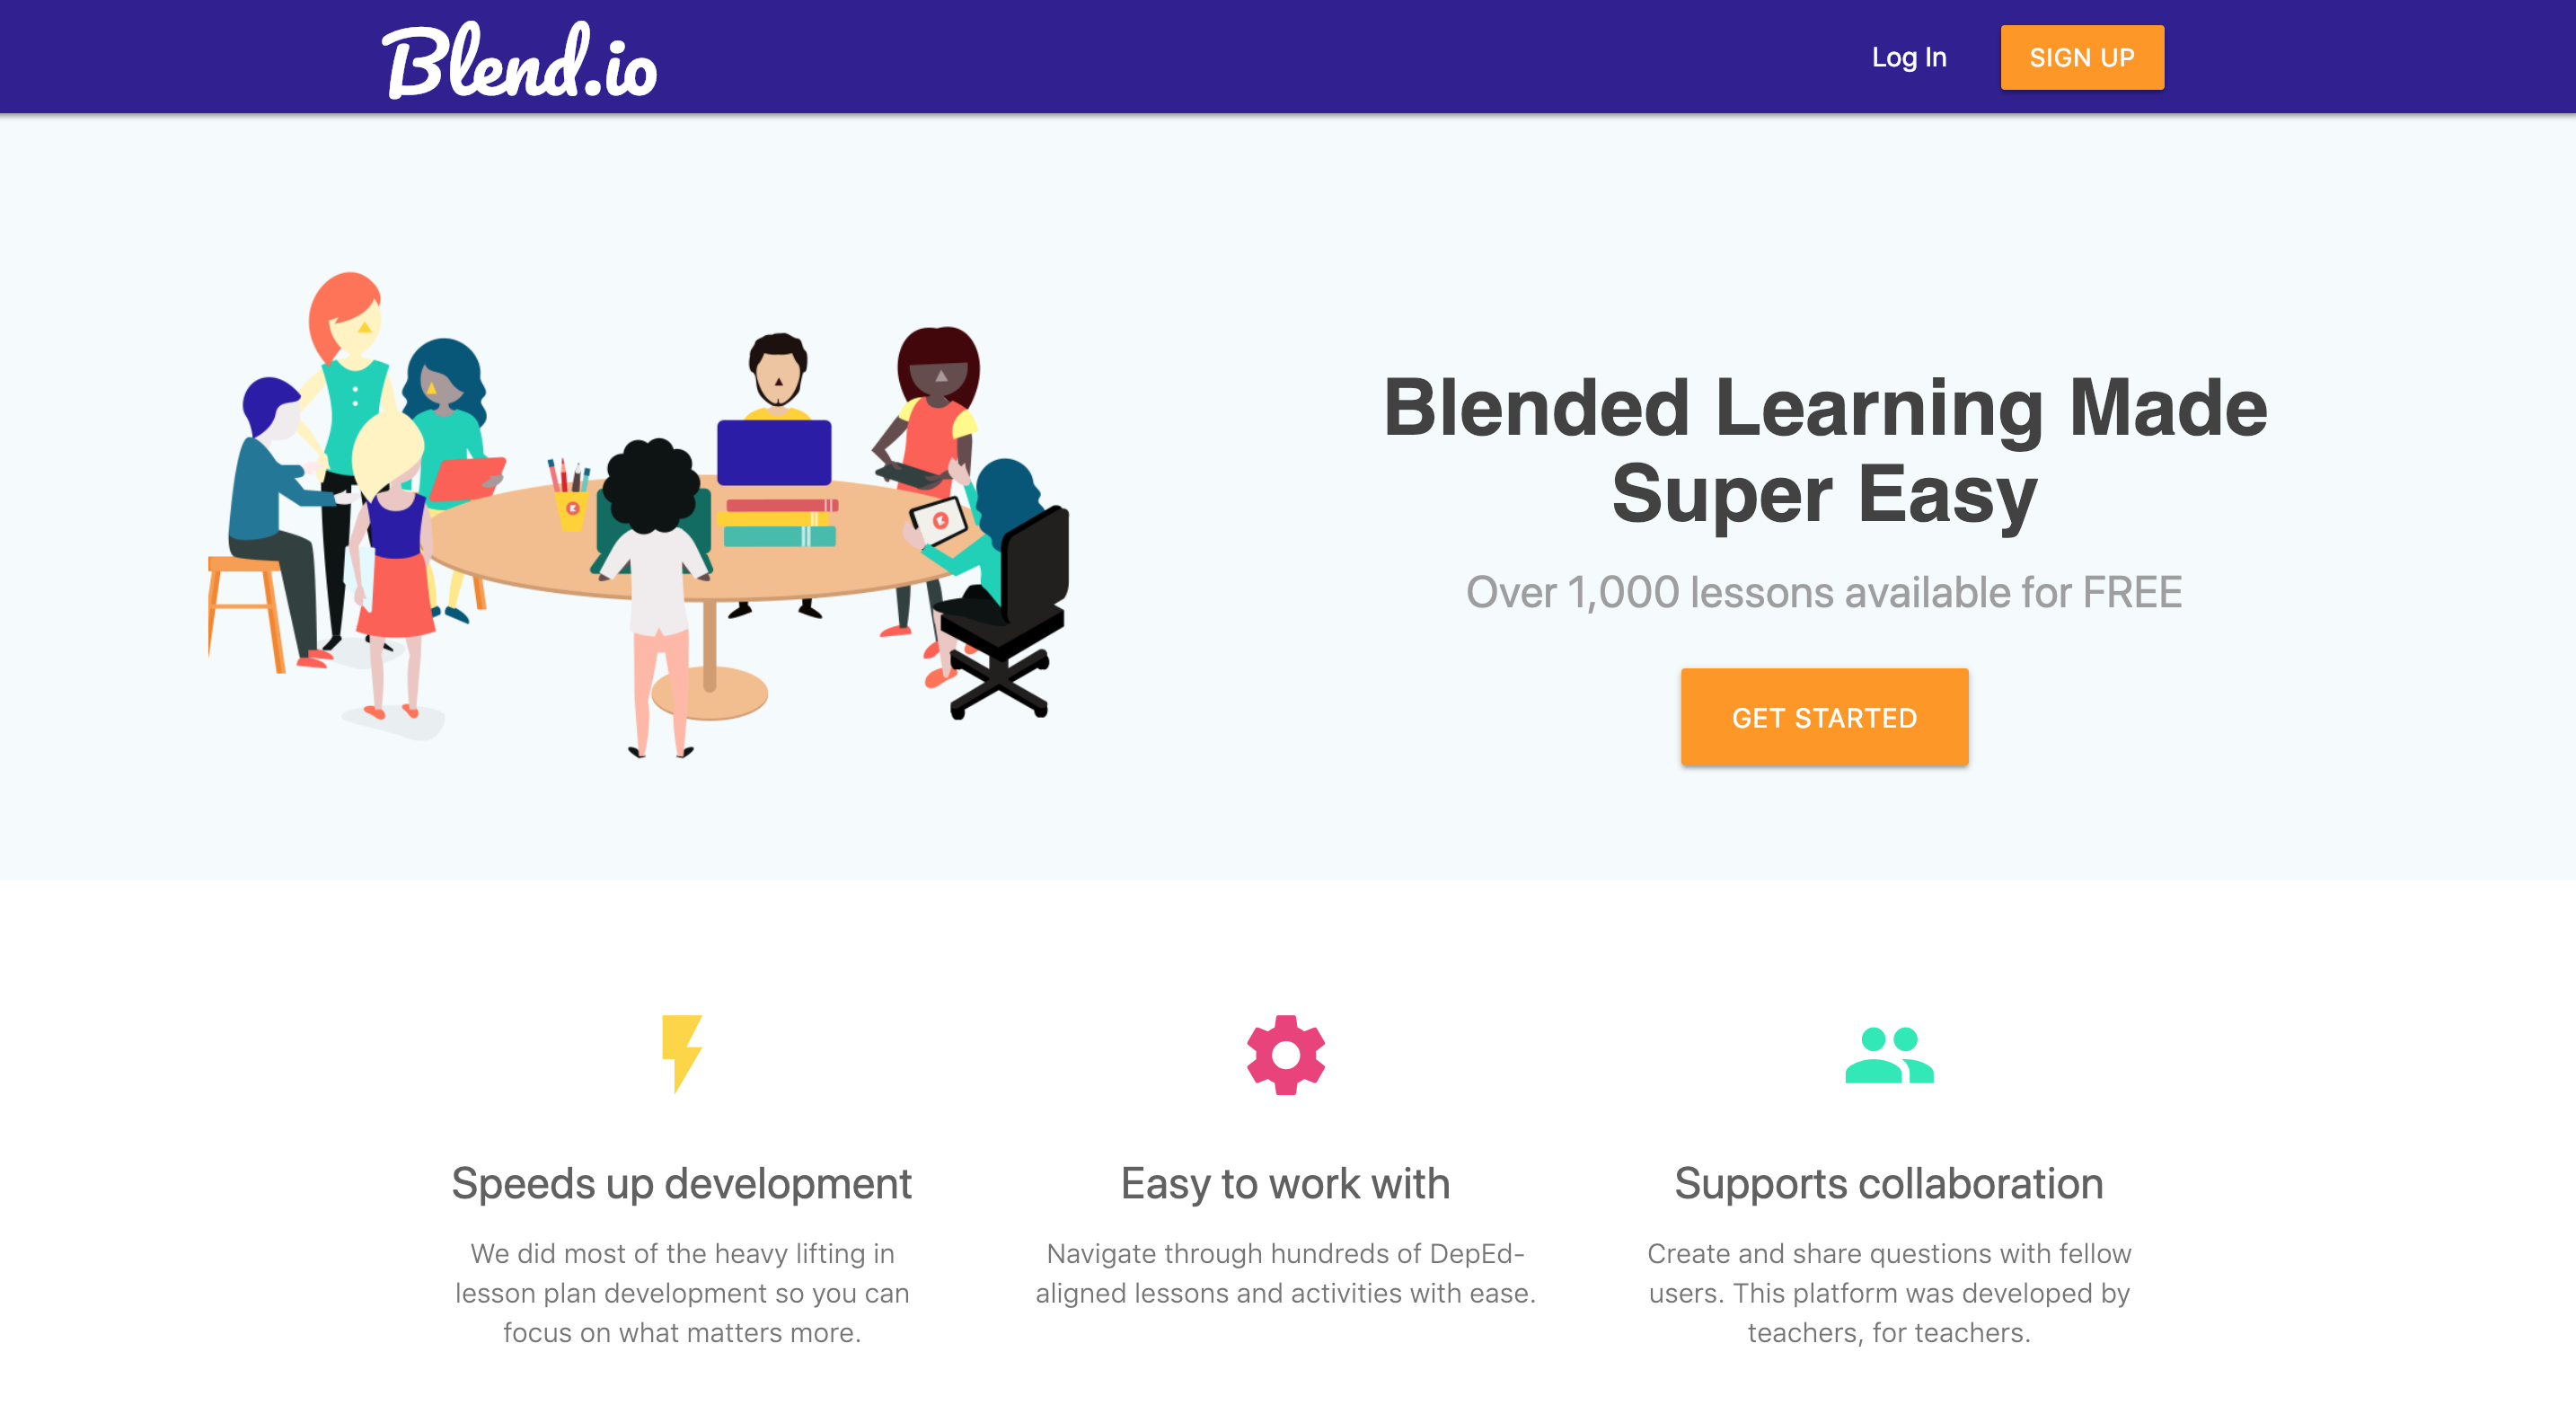 Blend.io
Log In
SIGN UP
Blended Learning Made
Super Easy
Over 1,000 lessons available for FREE
GET STARTED
Speeds up development
We did most of the heavy lifting in
lesson plan development so you can
focus on what matters more.
Easy to work with
Navigate through hundreds of DepEd-
aligned lessons and activities with ease.
Supports collaboration
Create and share questions with fellow
users. This platform was developed by
teachers, for teachers.